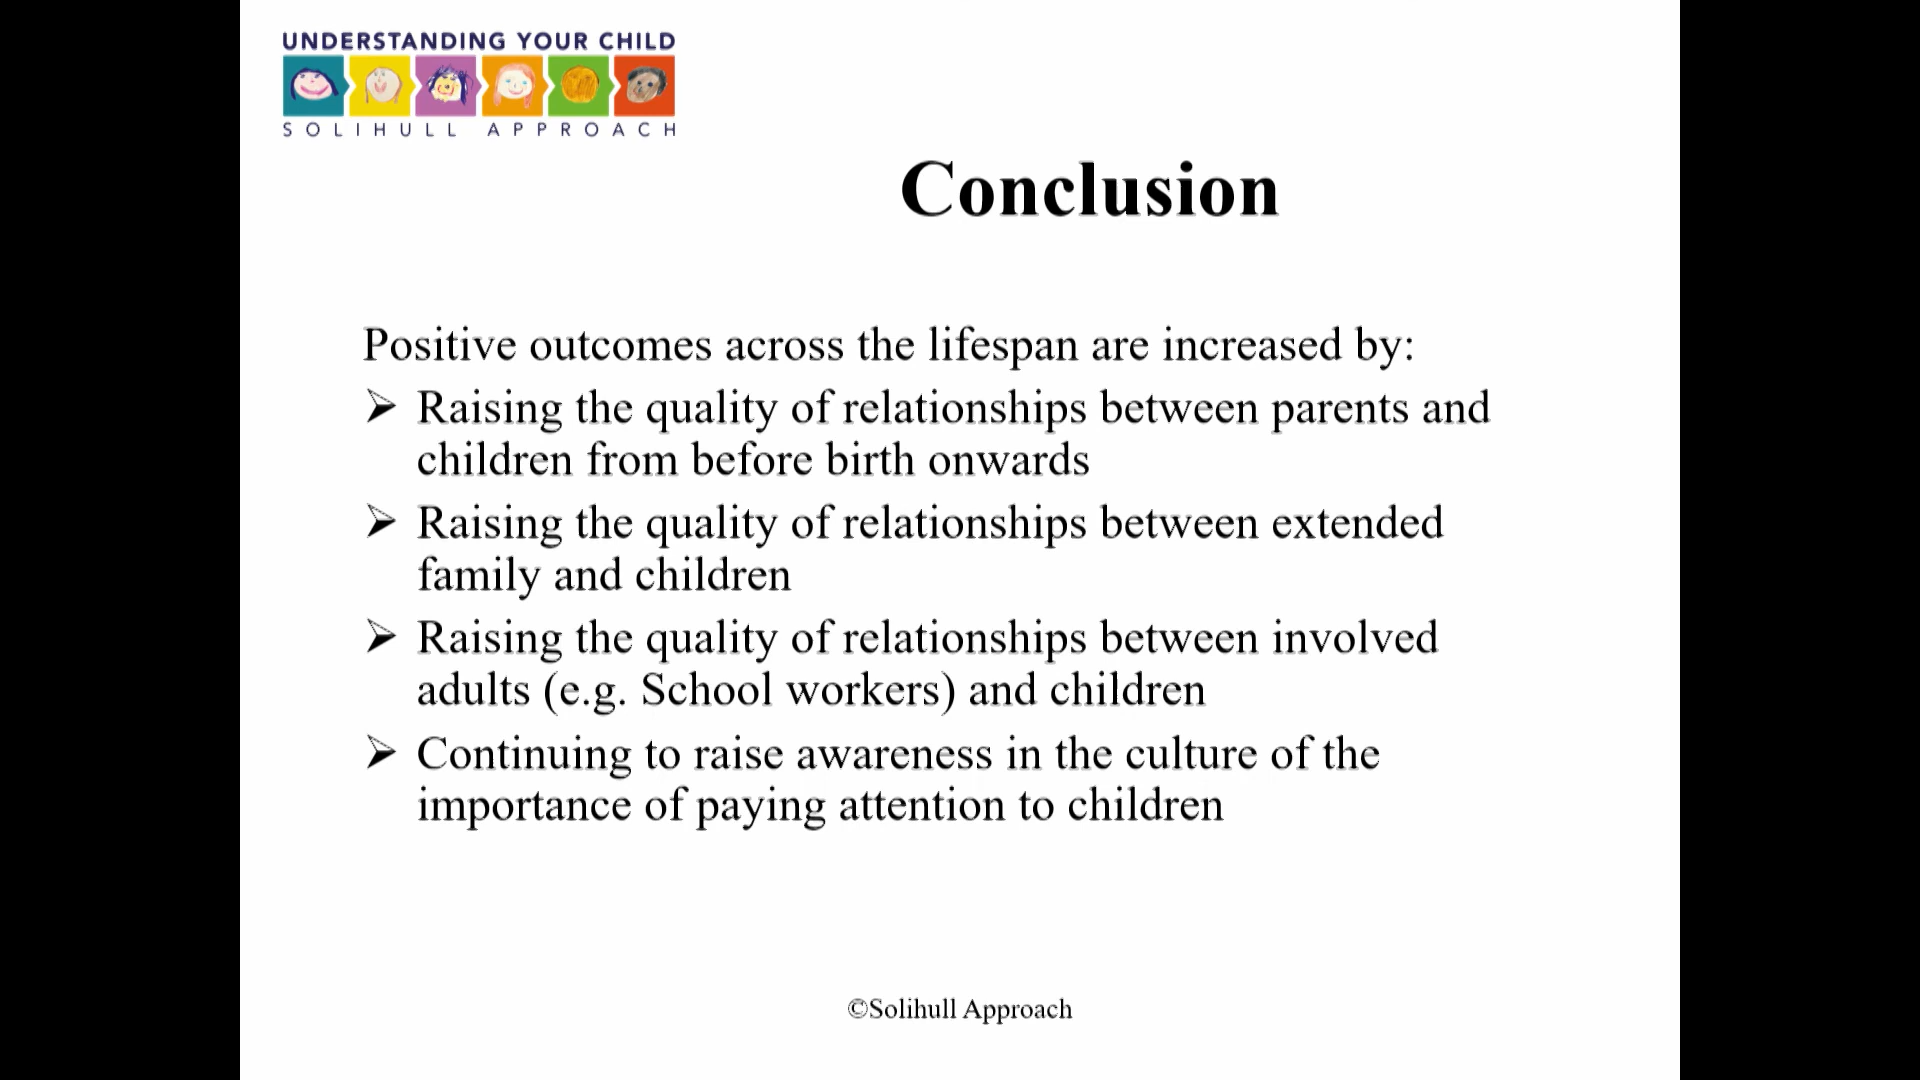 UNDERSTANDING YOUR CHILD
SOLIHULL APPROACH
Conclusion
Positive outcomes across the lifespan are increased by:
➢ Raising the quality of relationships between parents and
children from before birth onwards
➢ Raising the quality of relationships between extended
family and children
➢ Raising the quality of relationships between involved
adults (e.g. School workers) and children
➢ Continuing to raise awareness in the culture of the
importance of paying attention to children
©Solihull Approach